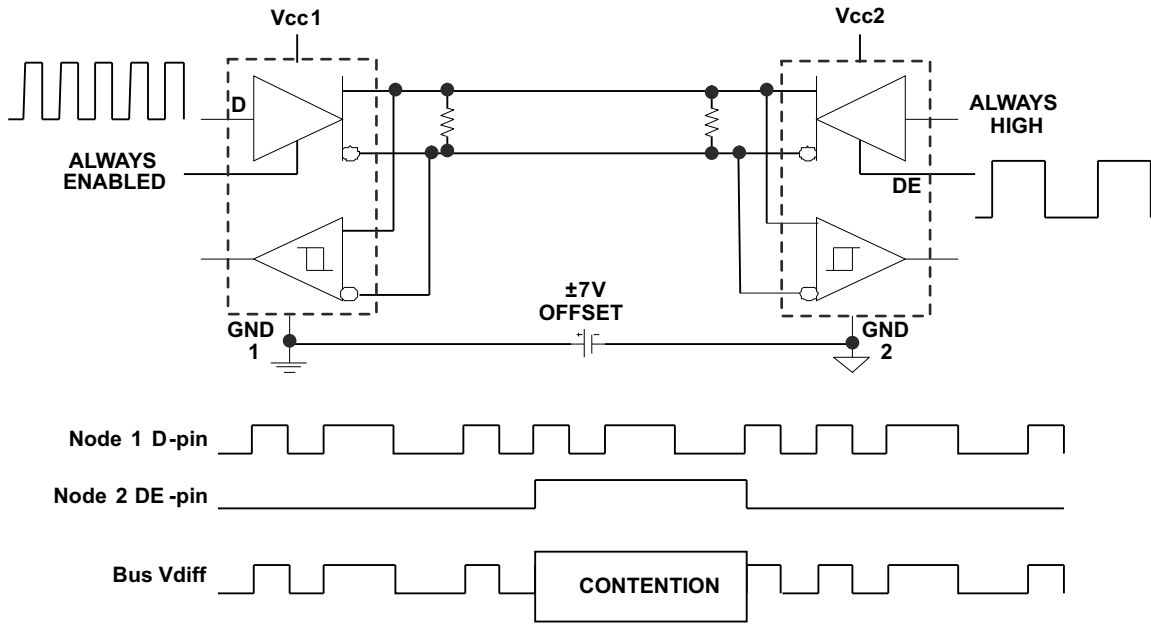 Vcc1
Vcc2
D
ALWAYS
HIGH
ALWAYS
ENABLED
DE
±7V
OFFSET
GND
1
GND
2
+
-
Node 1 D-pin
Node 2 DE-pin
Bus Vdiff
CONTENTION